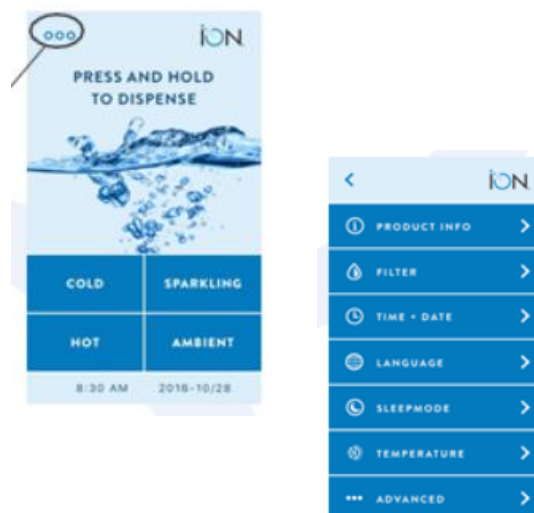 ooo
ION
PRESS AND HOLD
TO DISPENSE
COLD
SPARKLING
HOT
AMBIENT
8:30 AM 2016-10/28
ION
PRODUCT INFO
FILTER
TIME + DATE
LANGUAGE
SLEEPMODE
TEMPERATURE
ADVANCED